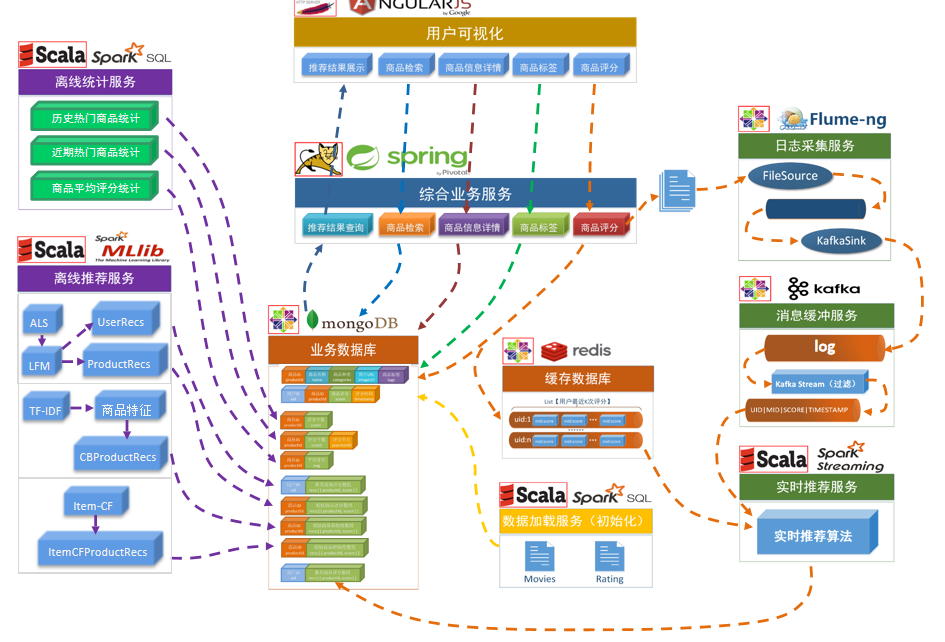 HTTP SERVER
ANGULARJS
by Google
用户可视化
推荐结果展示
商品检索
商品信息详情
商品标签
商品评分
Scala Spark SQL
离线统计服务
历史热门商品统计
近期热门商品统计
商品平均评分统计
spring
by Pivotal
综合业务服务
推荐结果查询
商品检索
商品信息详情
商品标签
商品评分
Flume-ng
日志采集服务
FileSource
KafkaSink
Scala Spark MLlib
The Machine Learning Library
离线推荐服务
ALS
UserRecs
LFM
ProductRecs
TF-IDF
商品特征
CBProductRecs
Item-CF
ItemCFProductRecs
mongoDB
业务数据库
kafka
消息缓冲服务
log
Kafka Stream（过滤）
UID|MID|SCORE|TIMESTAMP
redis
缓存数据库
List【用户最近K次评分】
uid:1
uid:n
Scala Spark SQL
数据加载服务（初始化）
Movies
Rating
Scala Spark Streaming
实时推荐服务
实时推荐算法